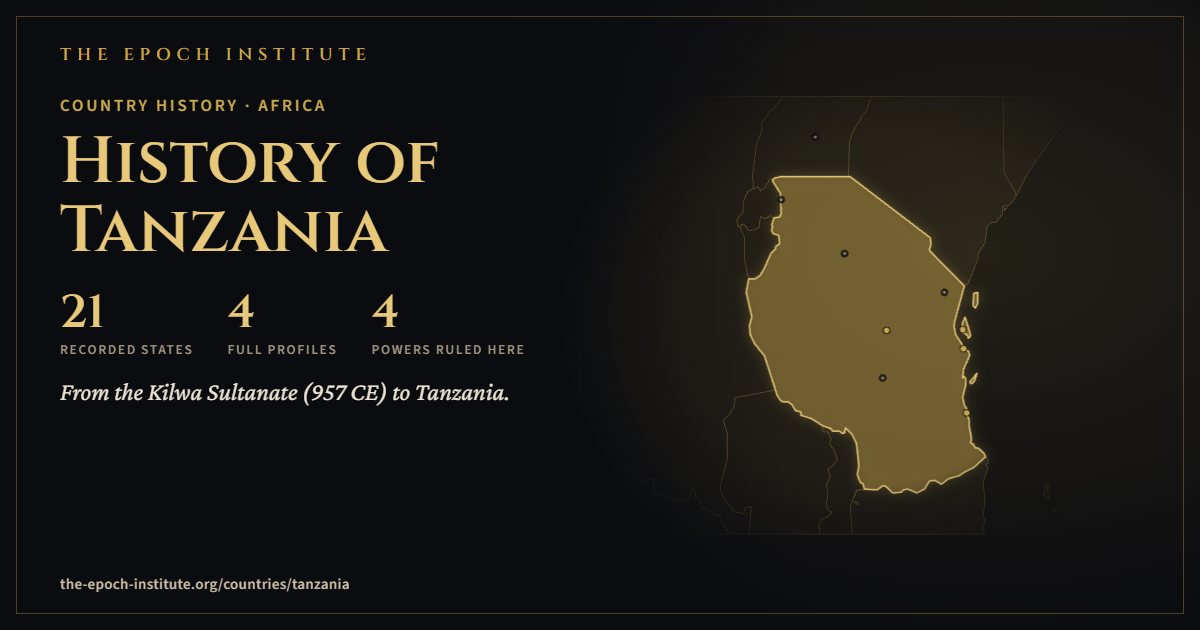 THE EPOCH INSTITUTE
COUNTRY HISTORY · AFRICA
HISTORY OF
TANZANIA
21
4
4
RECORDED STATES
FULL PROFILES
POWERS RULED HERE
From the Kilwa Sultanate (957 CE) to Tanzania.
the-epoch-institute.org/countries/tanzania